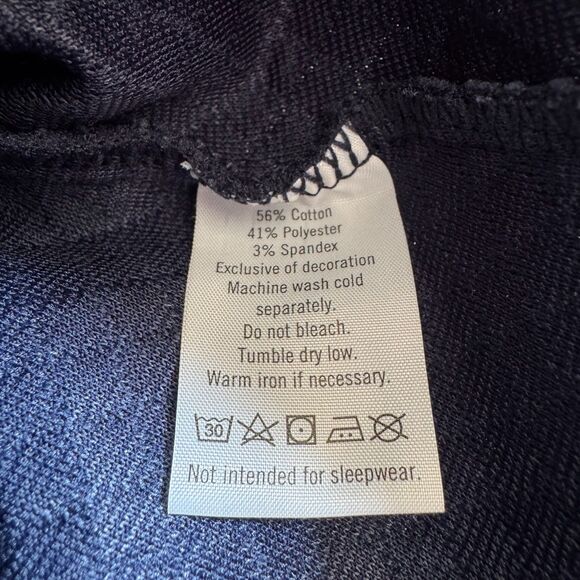 56% Cotton
41% Polyester
3% Spandex
Exclusive of decoration
Machine wash cold
separately.
Do not bleach.
Tumble dry low.
Warm iron if necessary.
30
Not intended for sleepwear.